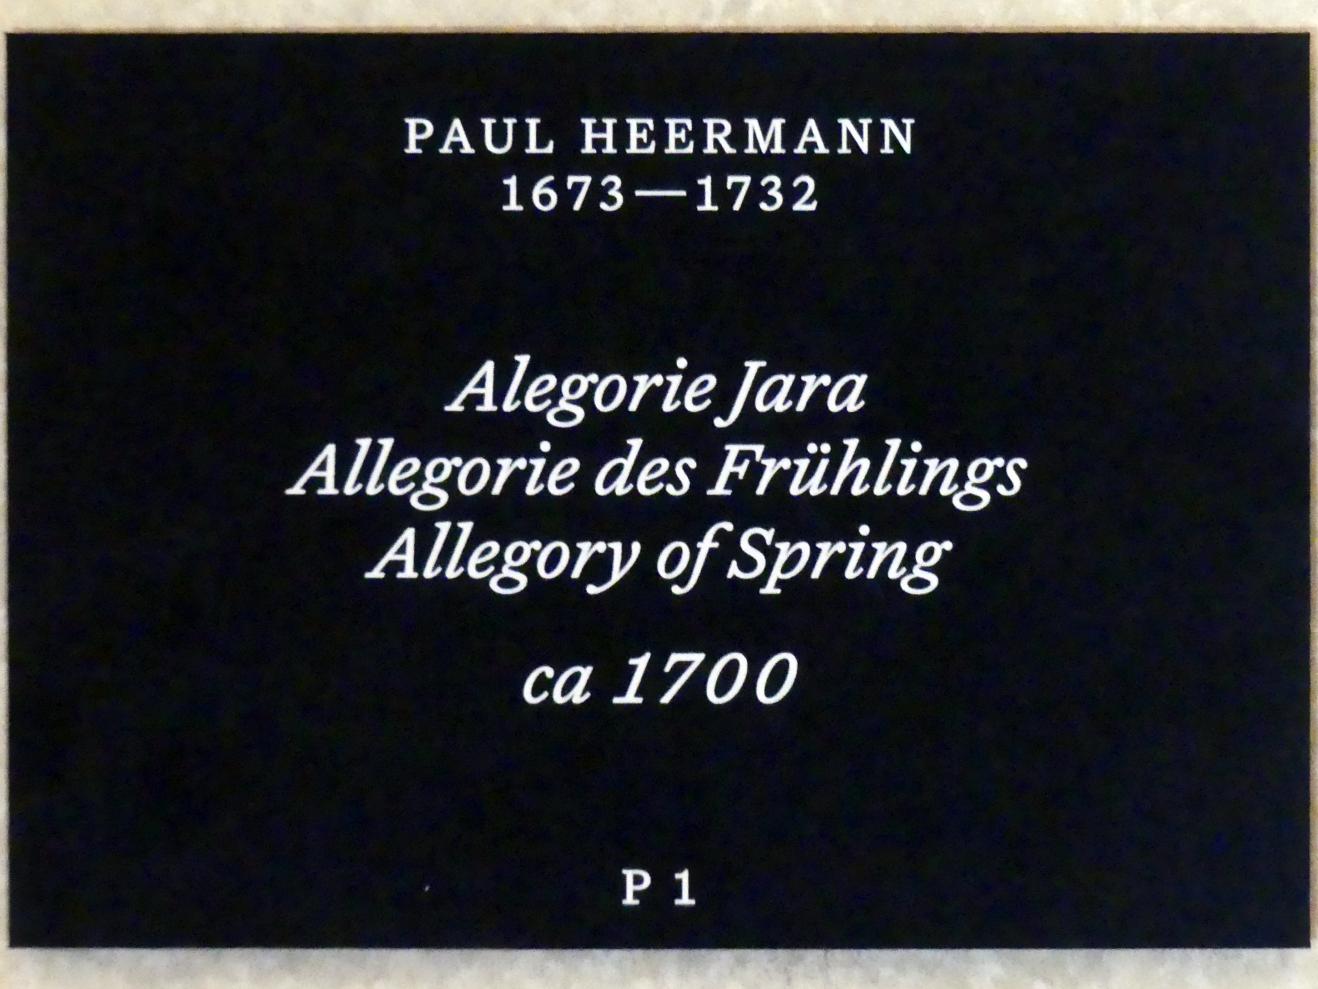 PAUL HEERMANN
1673—1732
Alegorie Jara
Allegorie des Frühlings
Allegory of Spring
ca 1700
P 1